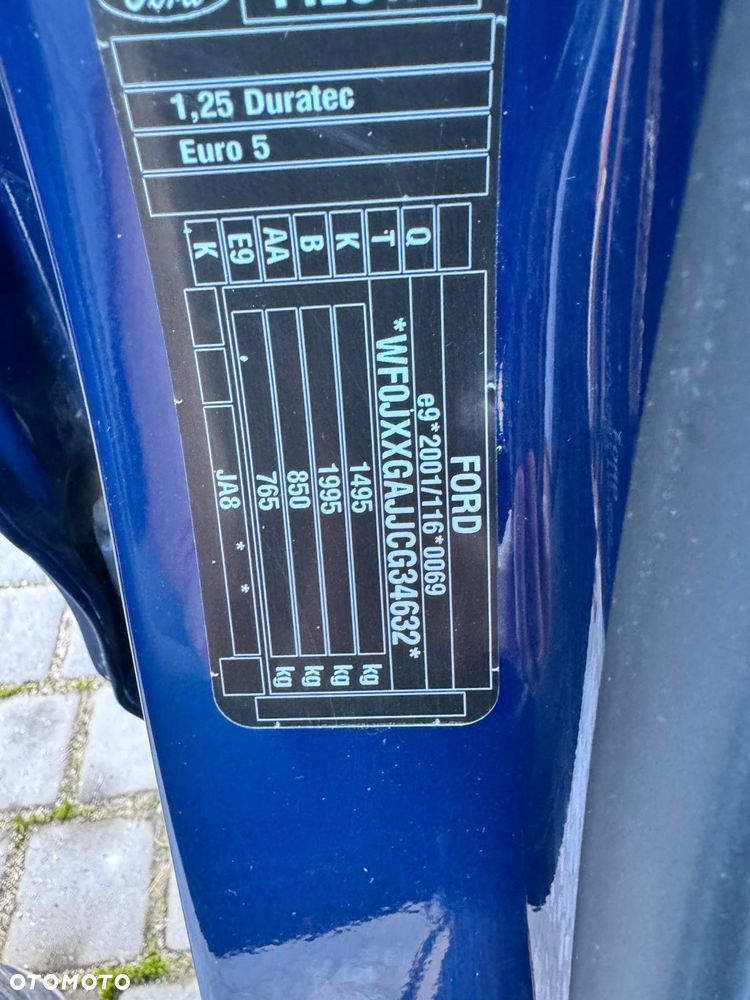 Ford
1,25 Duratec
Euro 5
K E9 AA B K T Q
FORD
e9*2001/116*0069
*WF0JXXGAJJCG34632*
1495 kg
1995 kg
850 kg
765 kg
JA8 * *
OTOMOTO